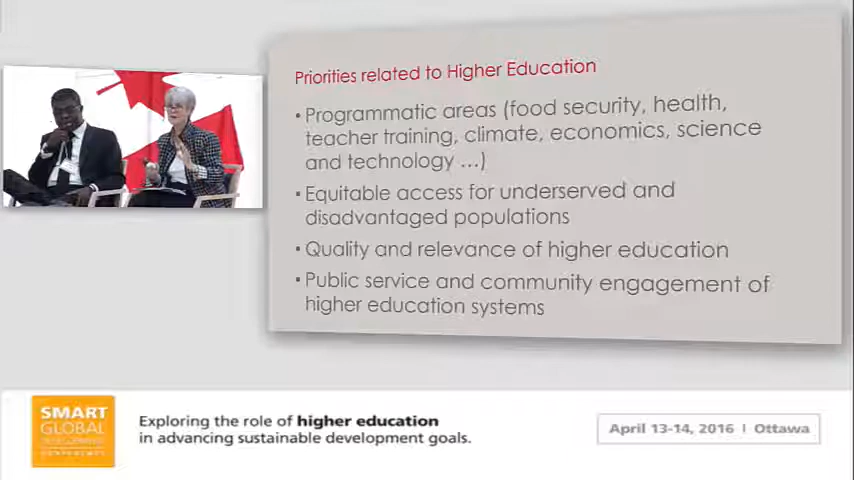 Priorities related to Higher Education
▪ Programmatic areas (food security, health,
teacher training, climate, economics, science
and technology ...)
▪ Equitable access for underserved and
disadvantaged populations
▪ Quality and relevance of higher education
▪ Public service and community engagement of
higher education systems
SMART
GLOBAL
DEVELOPMENT
CONFERENCE
Exploring the role of higher education
in advancing sustainable development goals.
April 13-14, 2016 | Ottawa